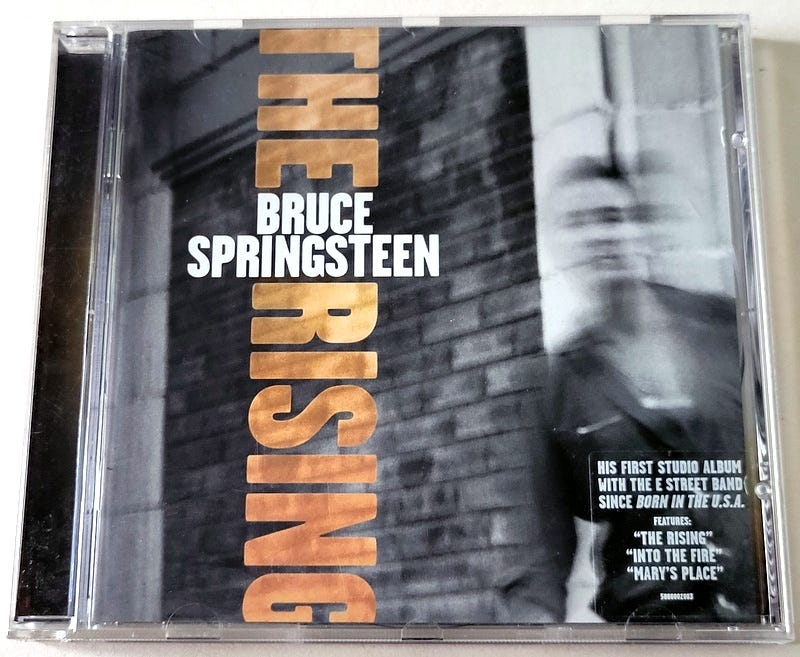 THE
BRUCE
SPRINGSTEEN
RISING
HIS FIRST STUDIO ALBUM
WITH THE E STREET BAND
SINCE BORN IN THE U.S.A.
FEATURES:
“THE RISING”
“INTO THE FIRE”
“MARY'S PLACE”